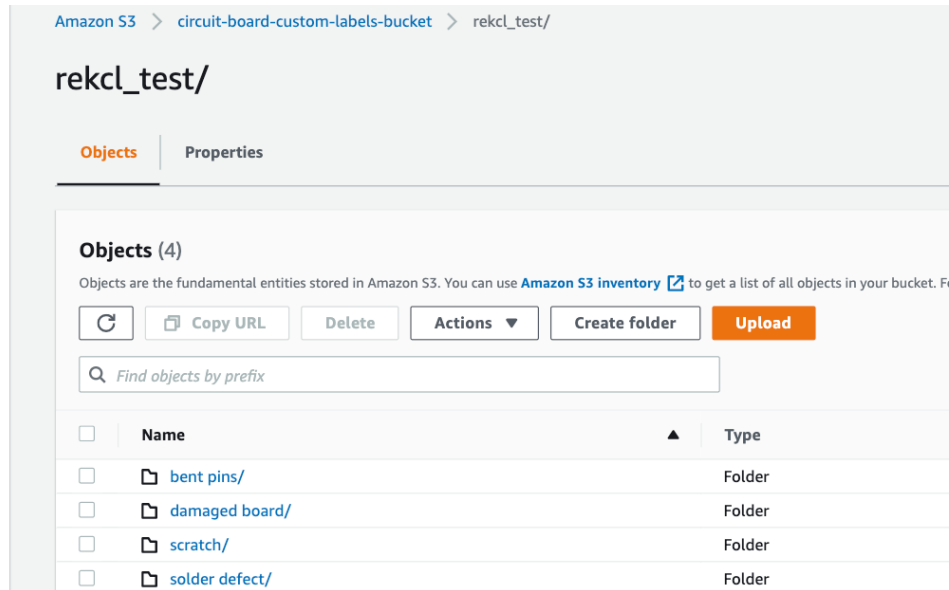 Amazon S3 > circuit-board-custom-labels-bucket > rekcl_test/
rekcl_test/
Objects Properties
Objects (4)
Objects are the fundamental entities stored in Amazon S3. You can use Amazon S3 inventory to get a list of all objects in your bucket.
Copy URL Delete Actions Create folder Upload
Find objects by prefix
Name Type
bent pins/ Folder
damaged board/ Folder
scratch/ Folder
solder defect/ Folder